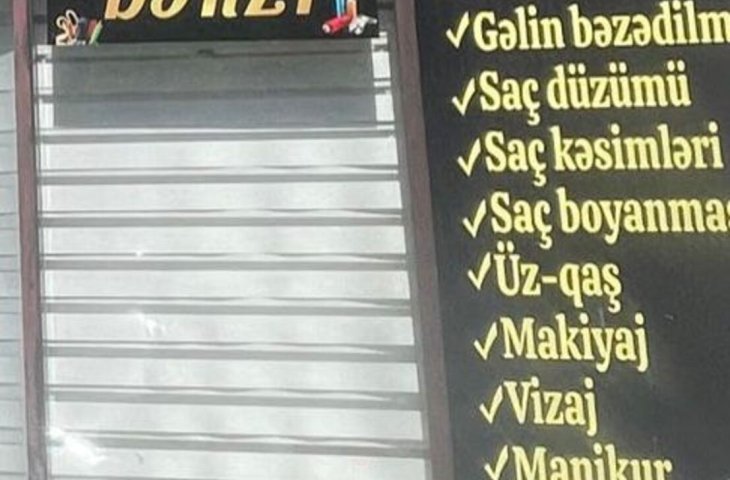 Gəlin bəzədilm
Saç düzümü
Saç kəsimləri
Saç boyanmas
Üz-qaş
Makiyaj
Vizaj
Manikur